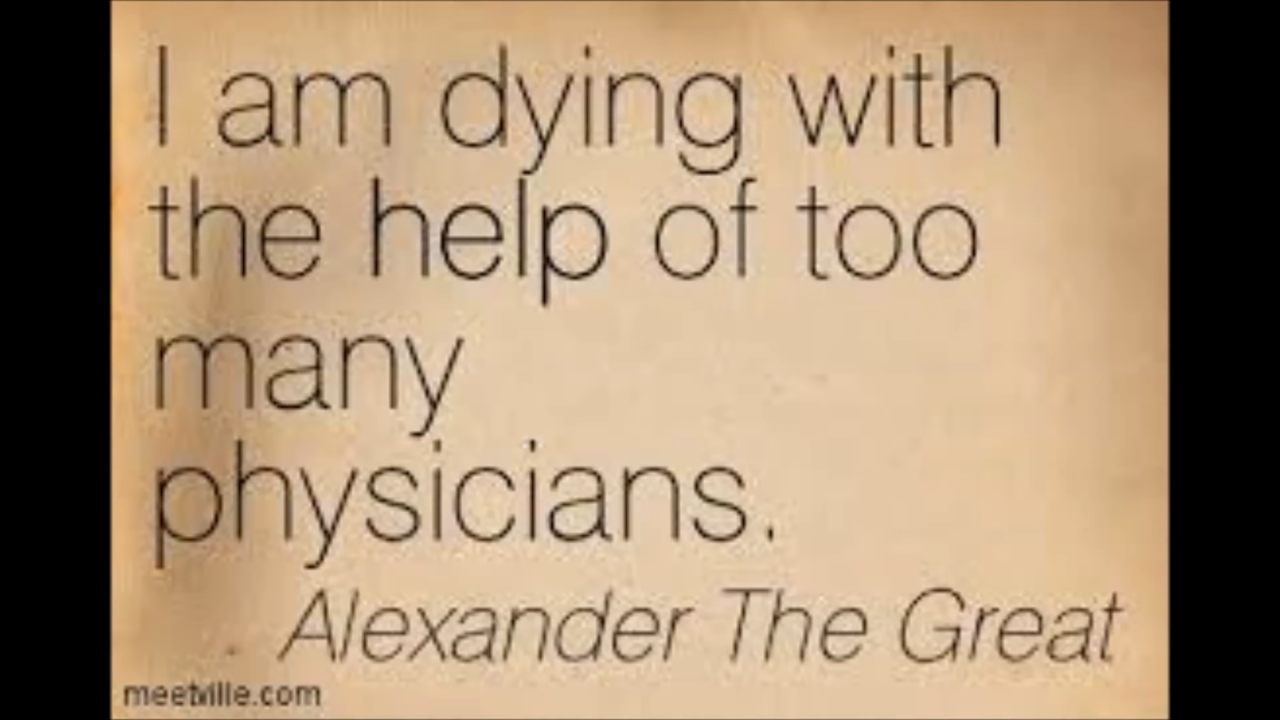 I am dying with
the help of too
many
physicians.
Alexander The Great
meetville.com